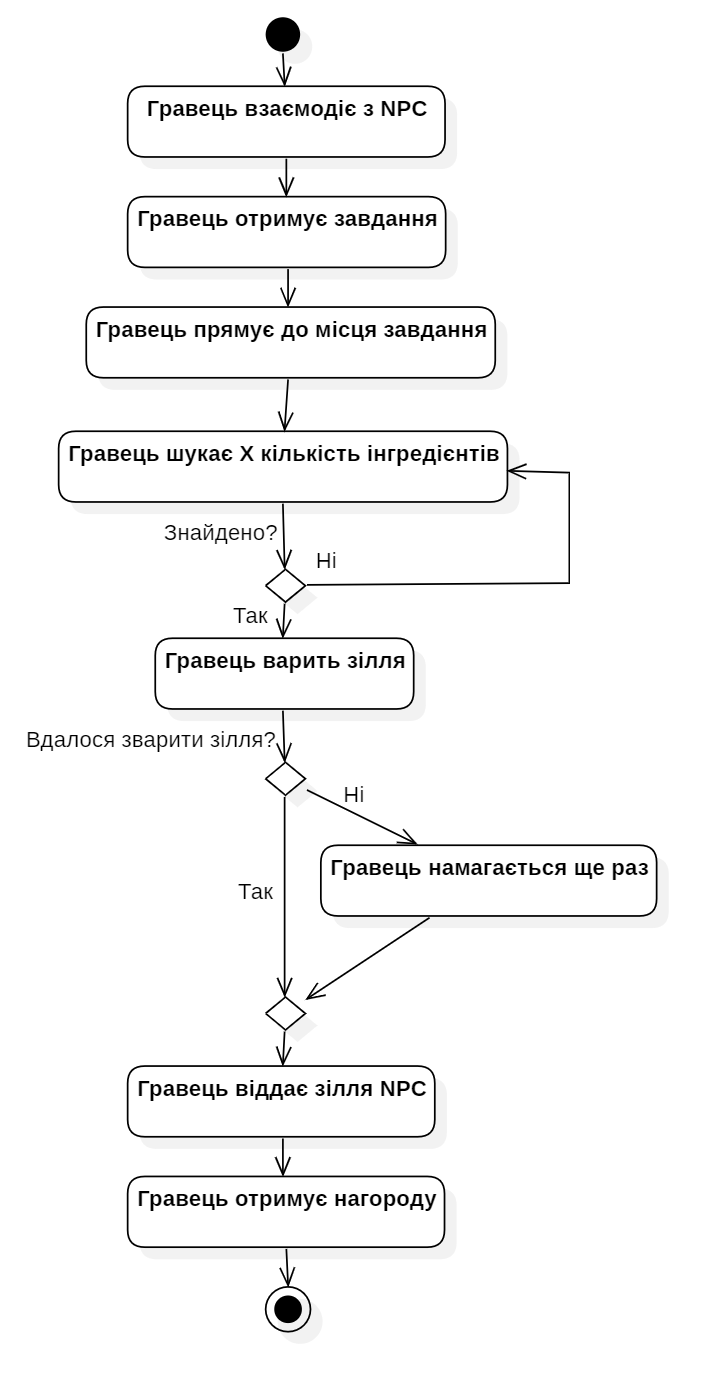 Гравець взаємодіє з NPC
Гравець отримує завдання
Гравець прямує до місця завдання
Гравець шукає X кількість інгредієнтів
Знайдено?
Ні
Так
Гравець варить зілля
Вдалося зварити зілля?
Ні
Гравець намагається ще раз
Так
Гравець віддає зілля NPC
Гравець отримує нагороду